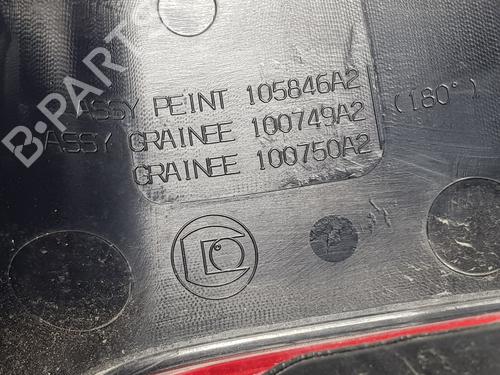 ASSY PEINT 105846A2
ASSY GRAINEE 100749A2 (180°)
GRAINEE 100750A2
B-PARTS